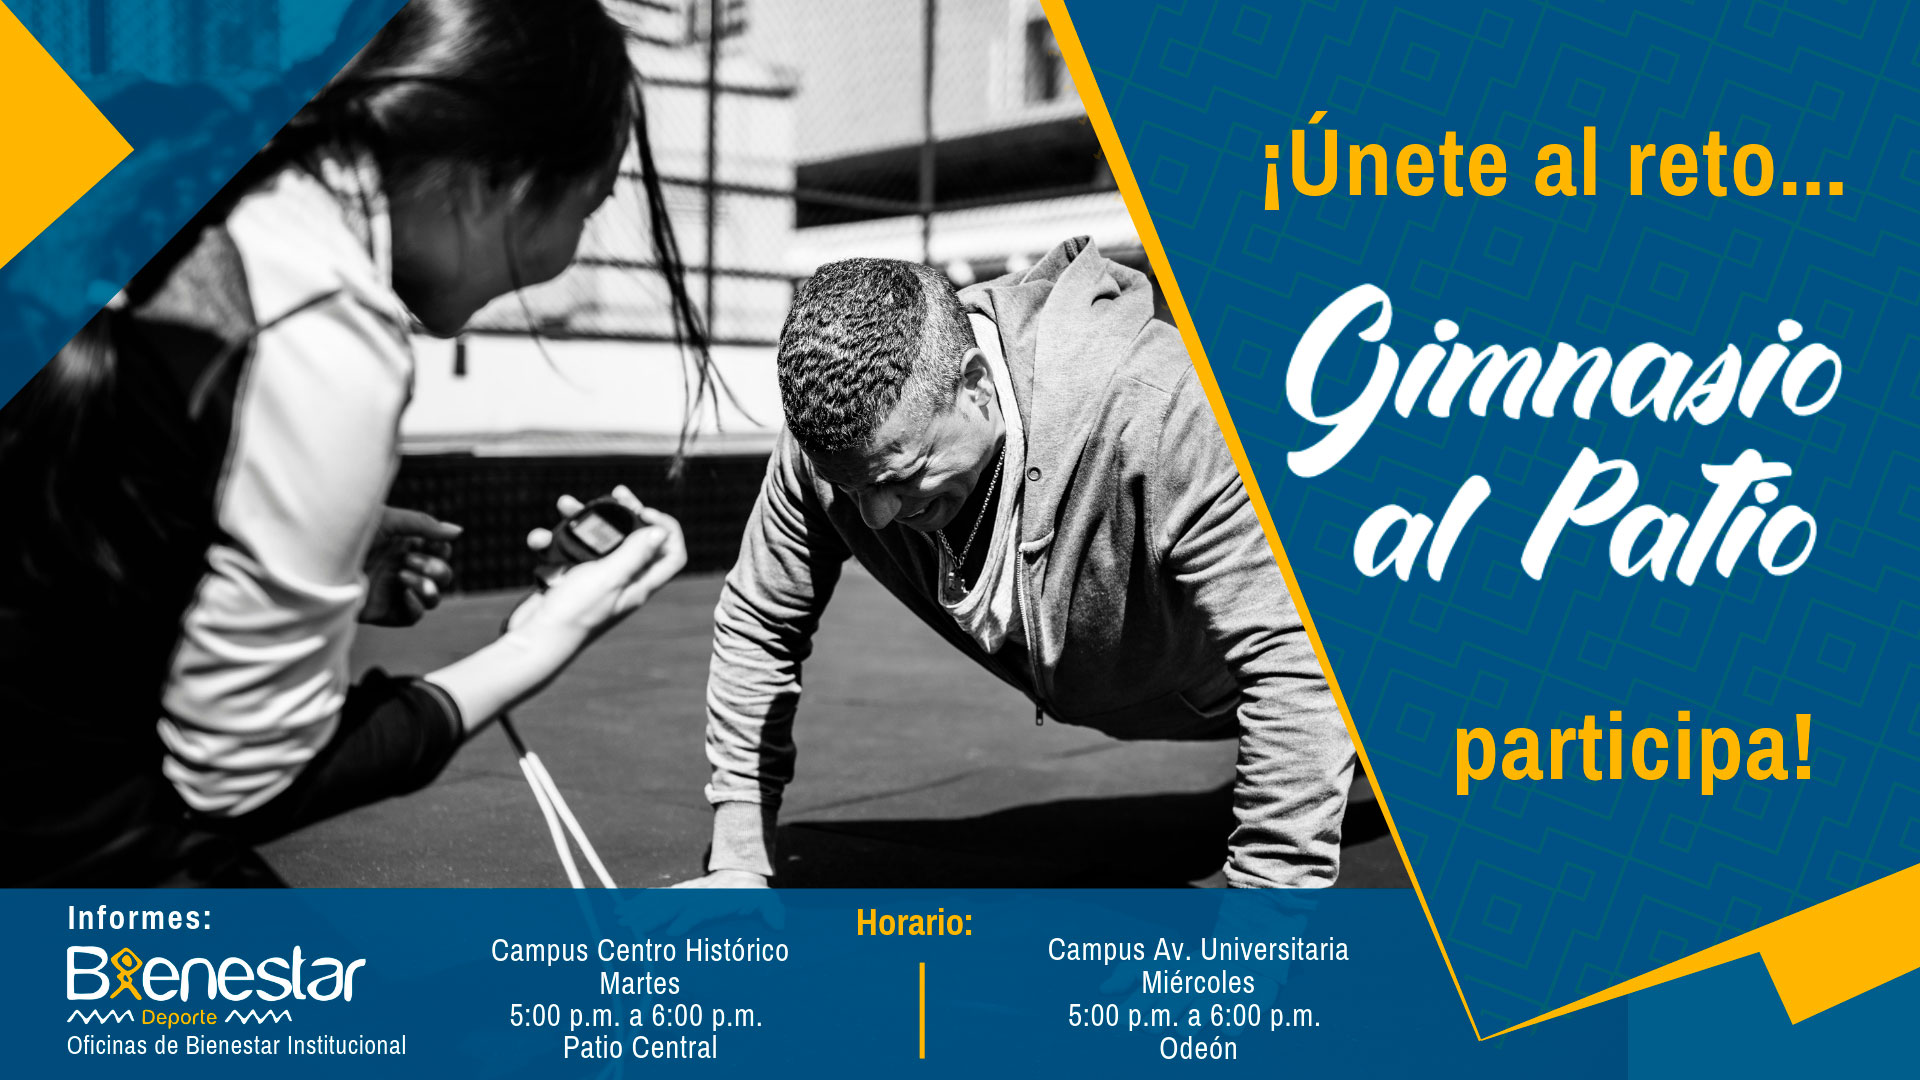 ¡Únete al reto...
Gimnasio
al Patio
participa!
Informes:
Bienestar
Deporte
Oficinas de Bienestar Institucional
Horario:
Campus Centro Histórico
Martes
5:00 p.m. a 6:00 p.m.
Patio Central
Campus Av. Universitaria
Miércoles
5:00 p.m. a 6:00 p.m.
Odeón